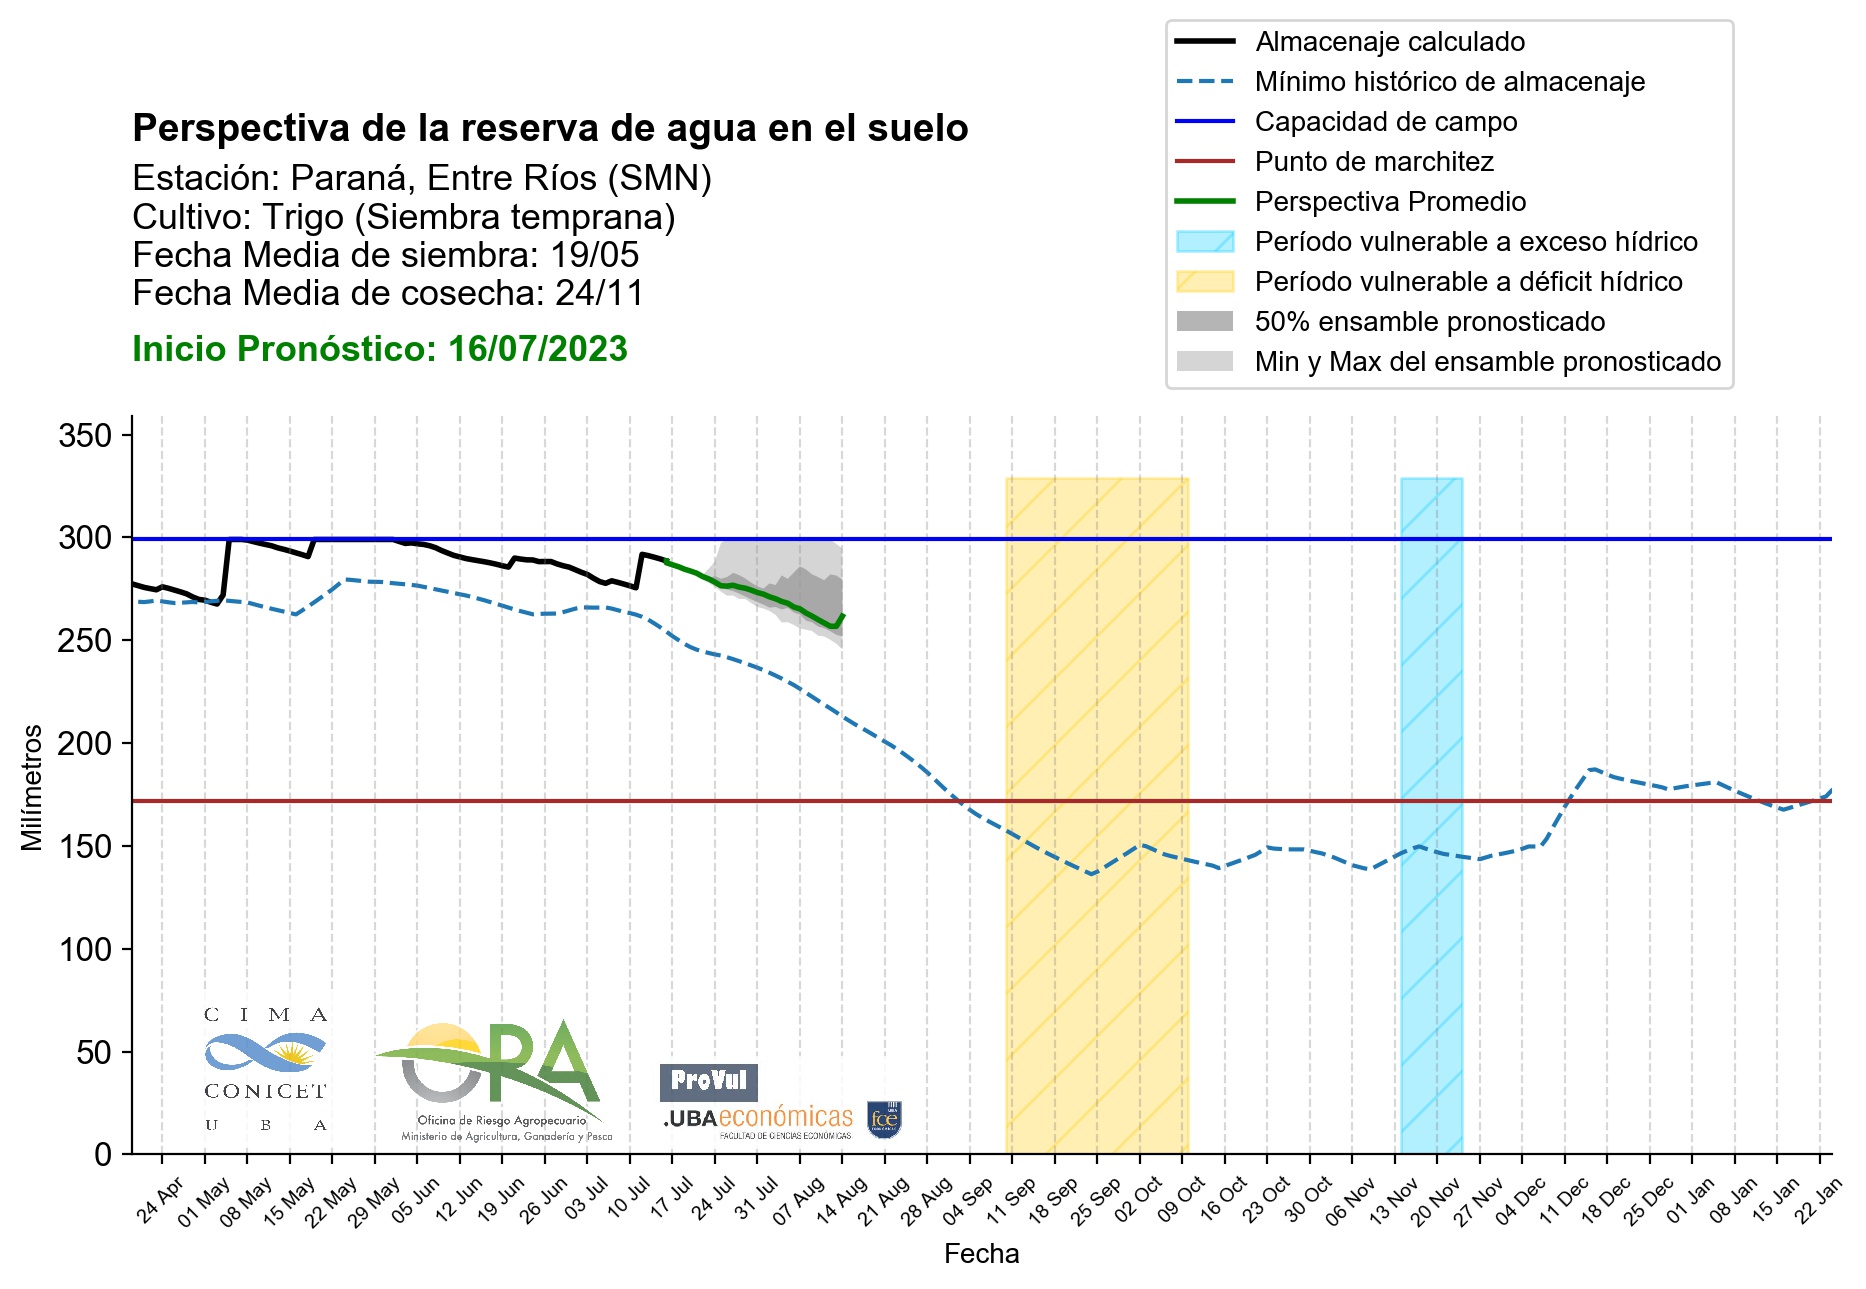 Almacenaje calculado
Mínimo histórico de almacenaje
Capacidad de campo
Punto de marchitez
Perspectiva Promedio
Período vulnerable a exceso hídrico
Período vulnerable a déficit hídrico
50% ensamble pronosticado
Min y Max del ensamble pronosticado
Perspectiva de la reserva de agua en el suelo
Estación: Paraná, Entre Ríos (SMN)
Cultivo: Trigo (Siembra temprana)
Fecha Media de siembra: 19/05
Fecha Media de cosecha: 24/11
Inicio Pronóstico: 16/07/2023
Milímetros
350
300
250
200
150
100
50
0
CIMA
CONICET
UBA
OPA
Oficina de Riesgo Agropecuario
Ministerio de Agricultura, Ganadería y Pesca
ProVul
.UBAeconómicas
FACULTAD DE CIENCIAS ECONÓMICAS
fce
24 Apr
01 May
08 May
15 May
22 May
29 May
05 Jun
12 Jun
19 Jun
26 Jun
03 Jul
10 Jul
17 Jul
24 Jul
31 Jul
07 Aug
14 Aug
21 Aug
28 Aug
04 Sep
11 Sep
18 Sep
25 Sep
02 Oct
09 Oct
16 Oct
23 Oct
30 Oct
06 Nov
13 Nov
20 Nov
27 Nov
04 Dec
11 Dec
18 Dec
25 Dec
01 Jan
08 Jan
15 Jan
22 Jan
Fecha